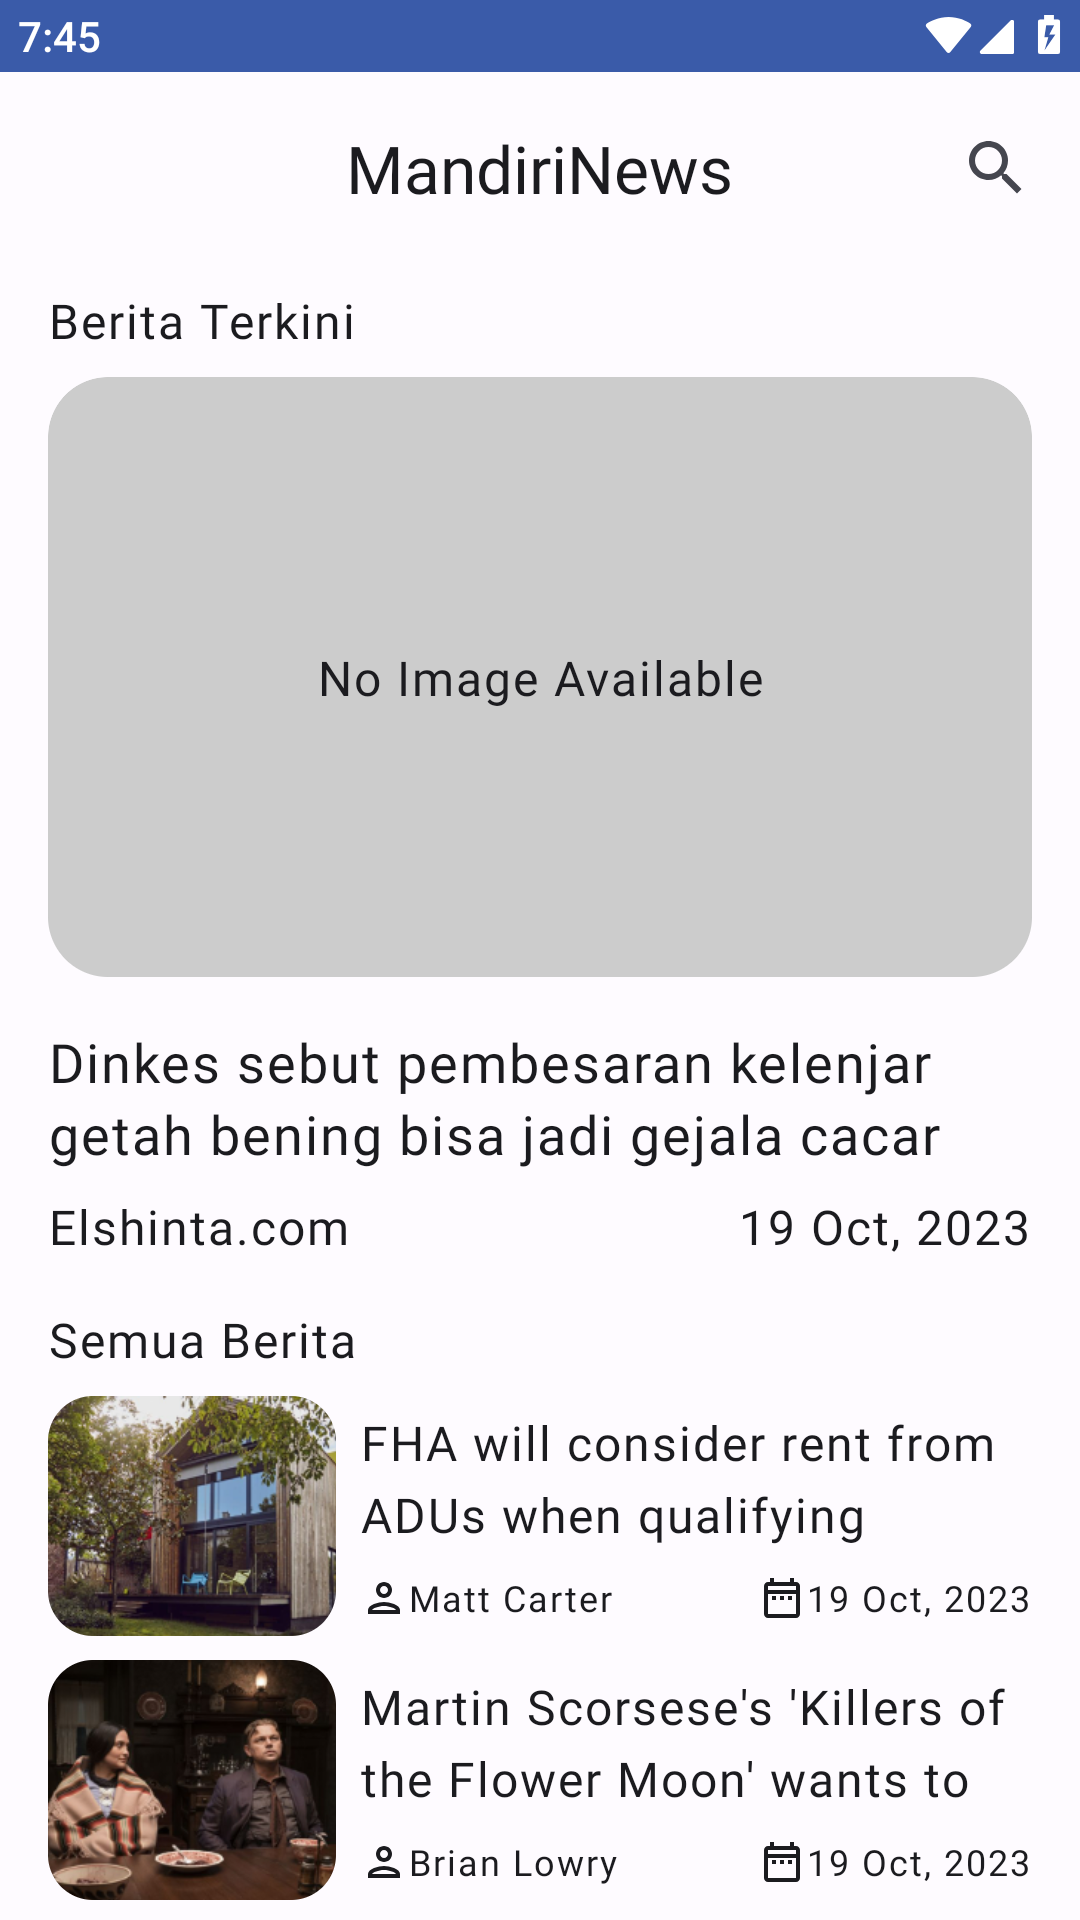 7:45
MandiriNews
Berita Terkini
No Image Available
Dinkes sebut pembesaran kelenjar
getah bening bisa jadi gejala cacar
Elshinta.com 19 Oct, 2023
Semua Berita
FHA will consider rent from
ADUs when qualifying
Matt Carter 19 Oct, 2023
Martin Scorsese's 'Killers of
the Flower Moon' wants to
Brian Lowry 19 Oct, 2023